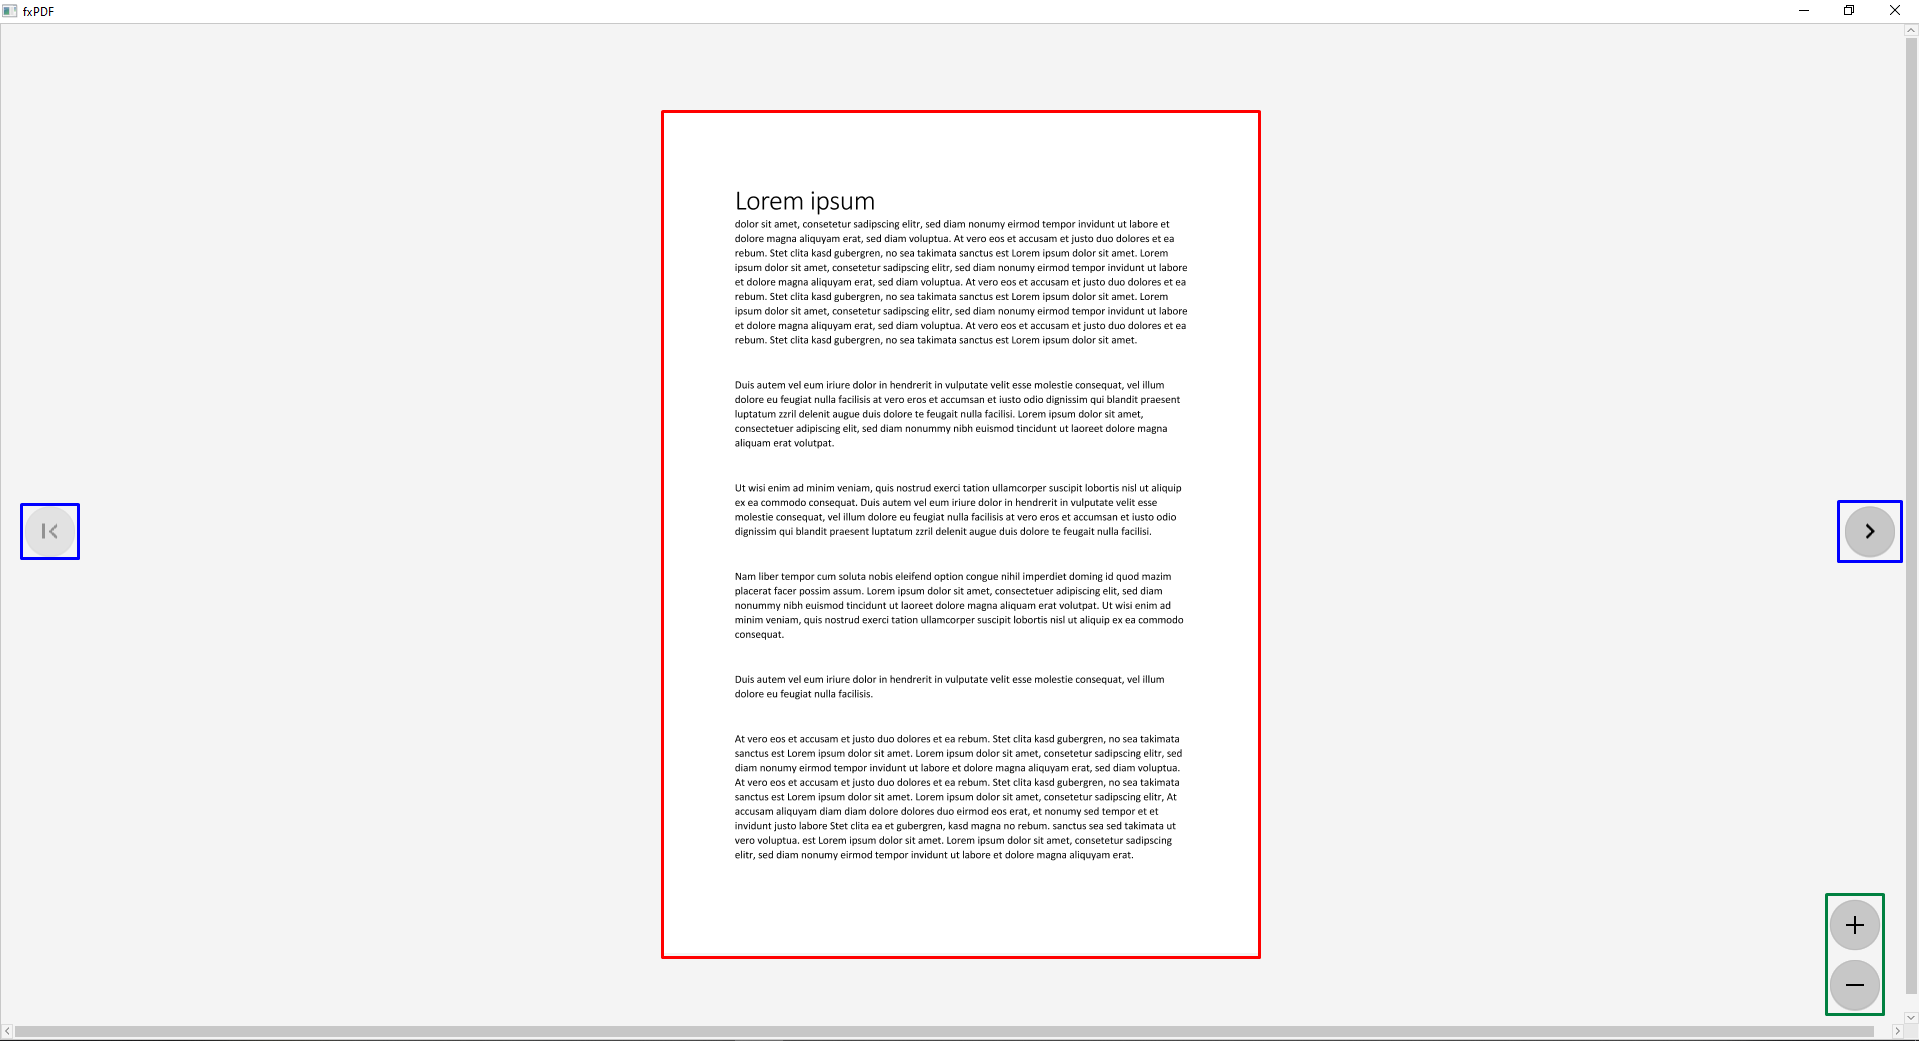 fxPDF
Lorem ipsum
dolor sit amet, consetetur sadipscing elitr, sed diam nonumy eirmod tempor invidunt ut labore et
dolore magna aliquyam erat, sed diam voluptua. At vero eos et accusam et justo duo dolores et ea
rebum. Stet clita kasd gubergren, no sea takimata sanctus est Lorem ipsum dolor sit amet. Lorem
ipsum dolor sit amet, consetetur sadipscing elitr, sed diam nonumy eirmod tempor invidunt ut labore
et dolore magna aliquyam erat, sed diam voluptua. At vero eos et accusam et justo duo dolores et ea
rebum. Stet clita kasd gubergren, no sea takimata sanctus est Lorem ipsum dolor sit amet. Lorem
ipsum dolor sit amet, consetetur sadipscing elitr, sed diam nonumy eirmod tempor invidunt ut labore
et dolore magna aliquyam erat, sed diam voluptua. At vero eos et accusam et justo duo dolores et ea
rebum. Stet clita kasd gubergren, no sea takimata sanctus est Lorem ipsum dolor sit amet.
Duis autem vel eum iriure dolor in hendrerit in vulputate velit esse molestie consequat, vel illum
dolore eu feugiat nulla facilisis at vero eros et accumsan et iusto odio dignissim qui blandit praesent
luptatum zzril delenit augue duis dolore te feugait nulla facilisi. Lorem ipsum dolor sit amet,
consectetuer adipiscing elit, sed diam nonummy nibh euismod tincidunt ut laoreet dolore magna
aliquam erat volutpat.
Ut wisi enim ad minim veniam, quis nostrud exerci tation ullamcorper suscipit lobortis nisl ut aliquip
ex ea commodo consequat. Duis autem vel eum iriure dolor in hendrerit in vulputate velit esse
molestie consequat, vel illum dolore eu feugiat nulla facilisis at vero eros et accumsan et iusto odio
dignissim qui blandit praesent luptatum zzril delenit augue duis dolore te feugait nulla facilisi.
Nam liber tempor cum soluta nobis eleifend option congue nihil imperdiet doming id quod mazim
placerat facer possim assum. Lorem ipsum dolor sit amet, consectetuer adipiscing elit, sed diam
nonummy nibh euismod tincidunt ut laoreet dolore magna aliquam erat volutpat. Ut wisi enim ad
minim veniam, quis nostrud exerci tation ullamcorper suscipit lobortis nisl ut aliquip ex ea commodo
consequat.
Duis autem vel eum iriure dolor in hendrerit in vulputate velit esse molestie consequat, vel illum
dolore eu feugiat nulla facilisis.
At vero eos et accusam et justo duo dolores et ea rebum. Stet clita kasd gubergren, no sea takimata
sanctus est Lorem ipsum dolor sit amet. Lorem ipsum dolor sit amet, consetetur sadipscing elitr, sed
diam nonumy eirmod tempor invidunt ut labore et dolore magna aliquyam erat, sed diam voluptua.
At vero eos et accusam et justo duo dolores et ea rebum. Stet clita kasd gubergren, no sea takimata
sanctus est Lorem ipsum dolor sit amet. Lorem ipsum dolor sit amet, consetetur sadipscing elitr, At
accusam aliquyam diam diam dolore dolores duo eirmod eos erat, et nonumy sed tempor et et
invidunt justo labore Stet clita ea et gubergren, kasd magna no rebum. sanctus sea sed takimata ut
vero voluptua. est Lorem ipsum dolor sit amet. Lorem ipsum dolor sit amet, consetetur sadipscing
elitr, sed diam nonumy eirmod tempor invidunt ut labore et dolore magna aliquyam erat.